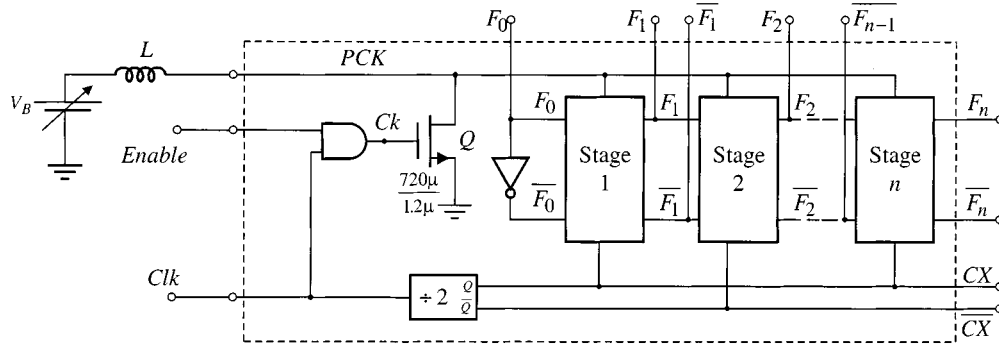 F₀ F₁ F̅₁ F₂ F̅ₙ₋₁
L
PCK
V_B
F₀ F₁ F₂ Fₙ
Ck
Enable
Q
Stage 1
Stage 2
Stage n
720μ
1.2μ
F̅₀ F̅₁ F̅₂ F̅ₙ
Clk
÷ 2
Q
Q̅
CX
C̅X̅